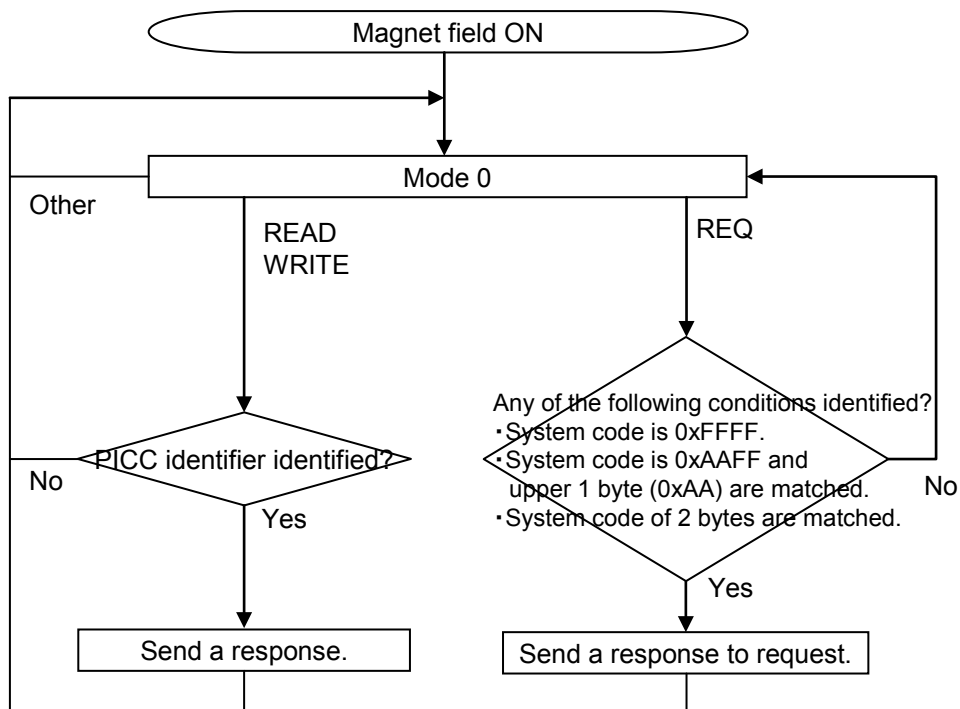 Magnet field ON
Mode 0
Other
READ
WRITE
REQ
Any of the following conditions identified?
・System code is 0xFFFF.
・System code is 0xAAFF and
upper 1 byte (0xAA) are matched.
・System code of 2 bytes are matched.
PICC identifier identified?
No
No
Yes
Yes
Send a response.
Send a response to request.